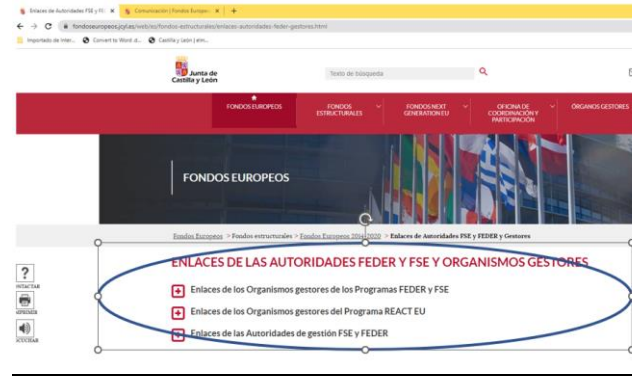 Enlaces de Autoridades FSE y FE
Comunicación | Fondos Europeo
fondoseuropeos.jcyl.es/web/es/fondos-estructurales/enlaces-autoridades-feder-gestores.html
Importado de Inter...
Convert to Word d...
Castilla y León | Atm...
Junta de
Castilla y León
Texto de búsqueda
FONDOS EUROPEOS
FONDOS
ESTRUCTURALES
FONDOS NEXT
GENERATION EU
OFICINA DE
COORDINACIÓN Y
PARTICIPACIÓN
ÓRGANOS GESTORES
FONDOS EUROPEOS
Fondos Europeos > Fondos estructurales > Fondos Europeos 2014-2020 > Enlaces de Autoridades FSE y FEDER y Gestores
ENLACES DE LAS AUTORIDADES FEDER Y FSE Y ORGANISMOS GESTORES
Enlaces de los Organismos gestores de los Programas FEDER y FSE
Enlaces de los Organismos gestores del Programa REACT EU
Enlaces de las Autoridades de gestión FSE y FEDER
?